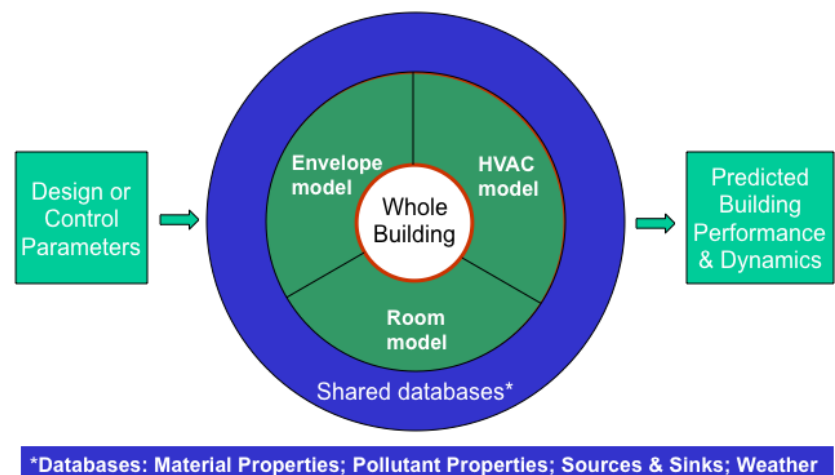 Design or
Control
Parameters
Envelope
model
HVAC
model
Whole
Building
Room
model
Shared databases*
Predicted
Building
Performance
& Dynamics
*Databases: Material Properties; Pollutant Properties; Sources & Sinks; Weather